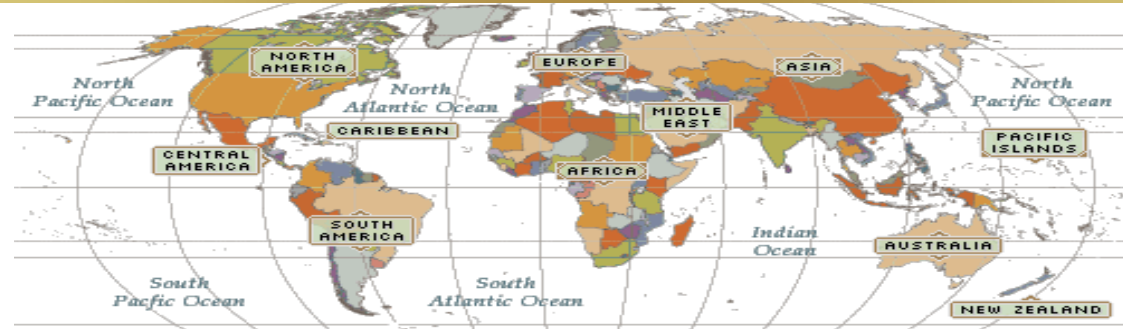 NORTH
AMERICA
EUROPE
ASIA
North
Pacific Ocean
North
Atlantic Ocean
North
Pacific Ocean
MIDDLE
EAST
CARIBBEAN
PACIFIC
ISLANDS
CENTRAL
AMERICA
AFRICA
SOUTH
AMERICA
Indian
Ocean
AUSTRALIA
South
Pacfic Ocean
South
Atlantic Ocean
NEW ZEALAND